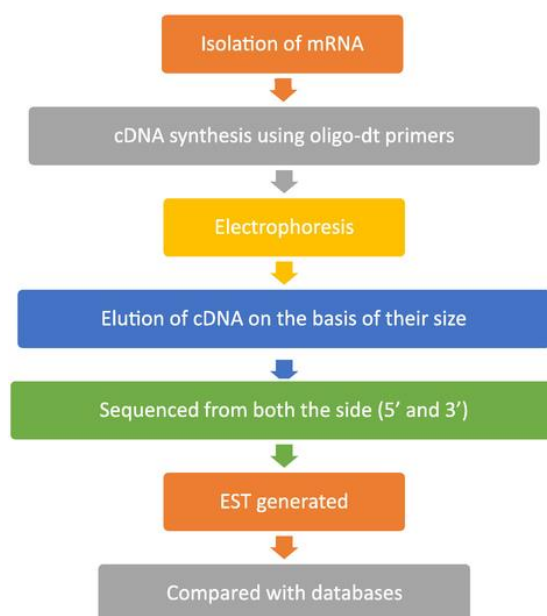 Isolation of mRNA
cDNA synthesis using oligo-dt primers
Electrophoresis
Elution of cDNA on the basis of their size
Sequenced from both the side (5’ and 3’)
EST generated
Compared with databases